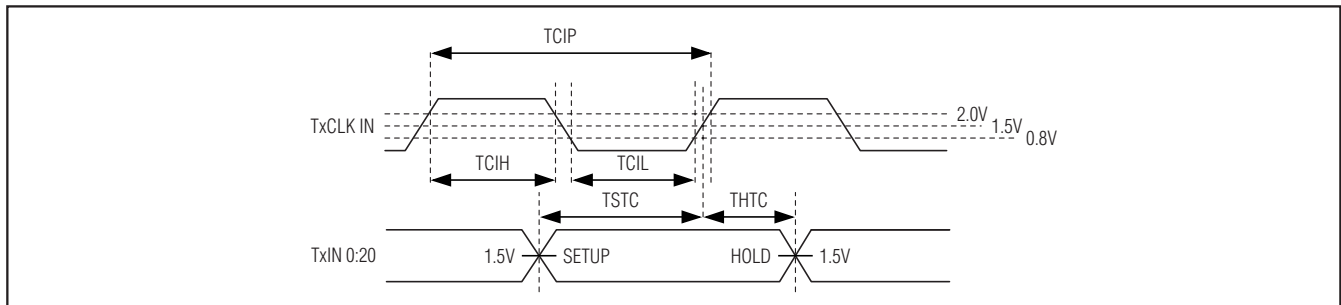 TCIP
TxCLK IN
2.0V
1.5V
0.8V
TCIH
TCIL
TSTC
THTC
TxIN 0:20
1.5V
SETUP
HOLD
1.5V